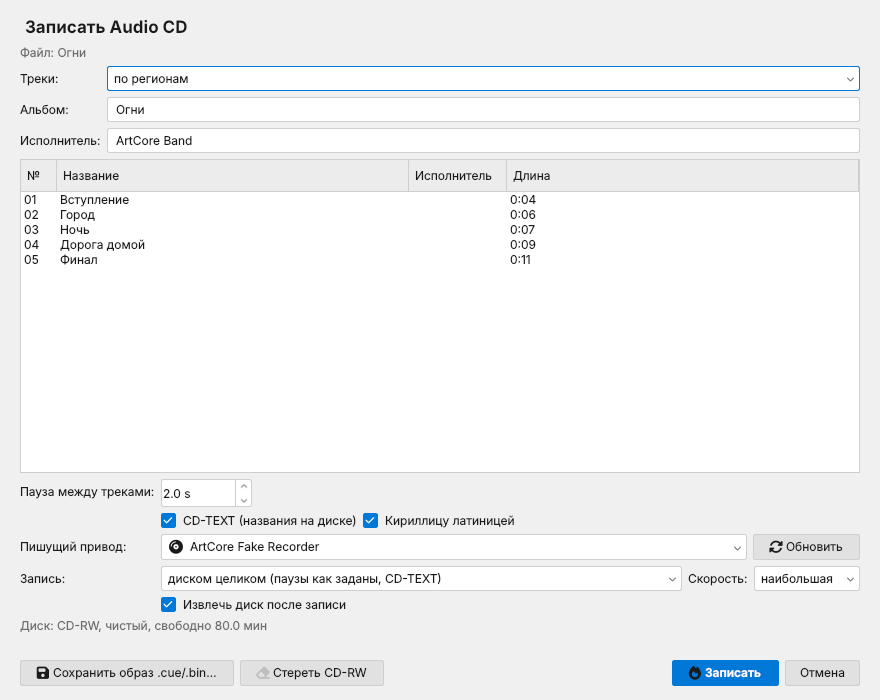 Записать Audio CD
Файл: Огни
Треки: по регионам
Альбом: Огни
Исполнитель: ArtCore Band
№ Название Исполнитель Длина
01 Вступление 0:04
02 Город 0:06
03 Ночь 0:07
04 Дорога домой 0:09
05 Финал 0:11
Пауза между треками: 2.0 s
CD-TEXT (названия на диске) Кириллицу латиницей
Пишущий привод: ArtCore Fake Recorder Обновить
Запись: диском целиком (паузы как заданы, CD-TEXT) Скорость: наибольшая
Извлечь диск после записи
Диск: CD-RW, чистый, свободно 80.0 мин
Сохранить образ .cue/.bin... Стереть CD-RW Записать Отмена